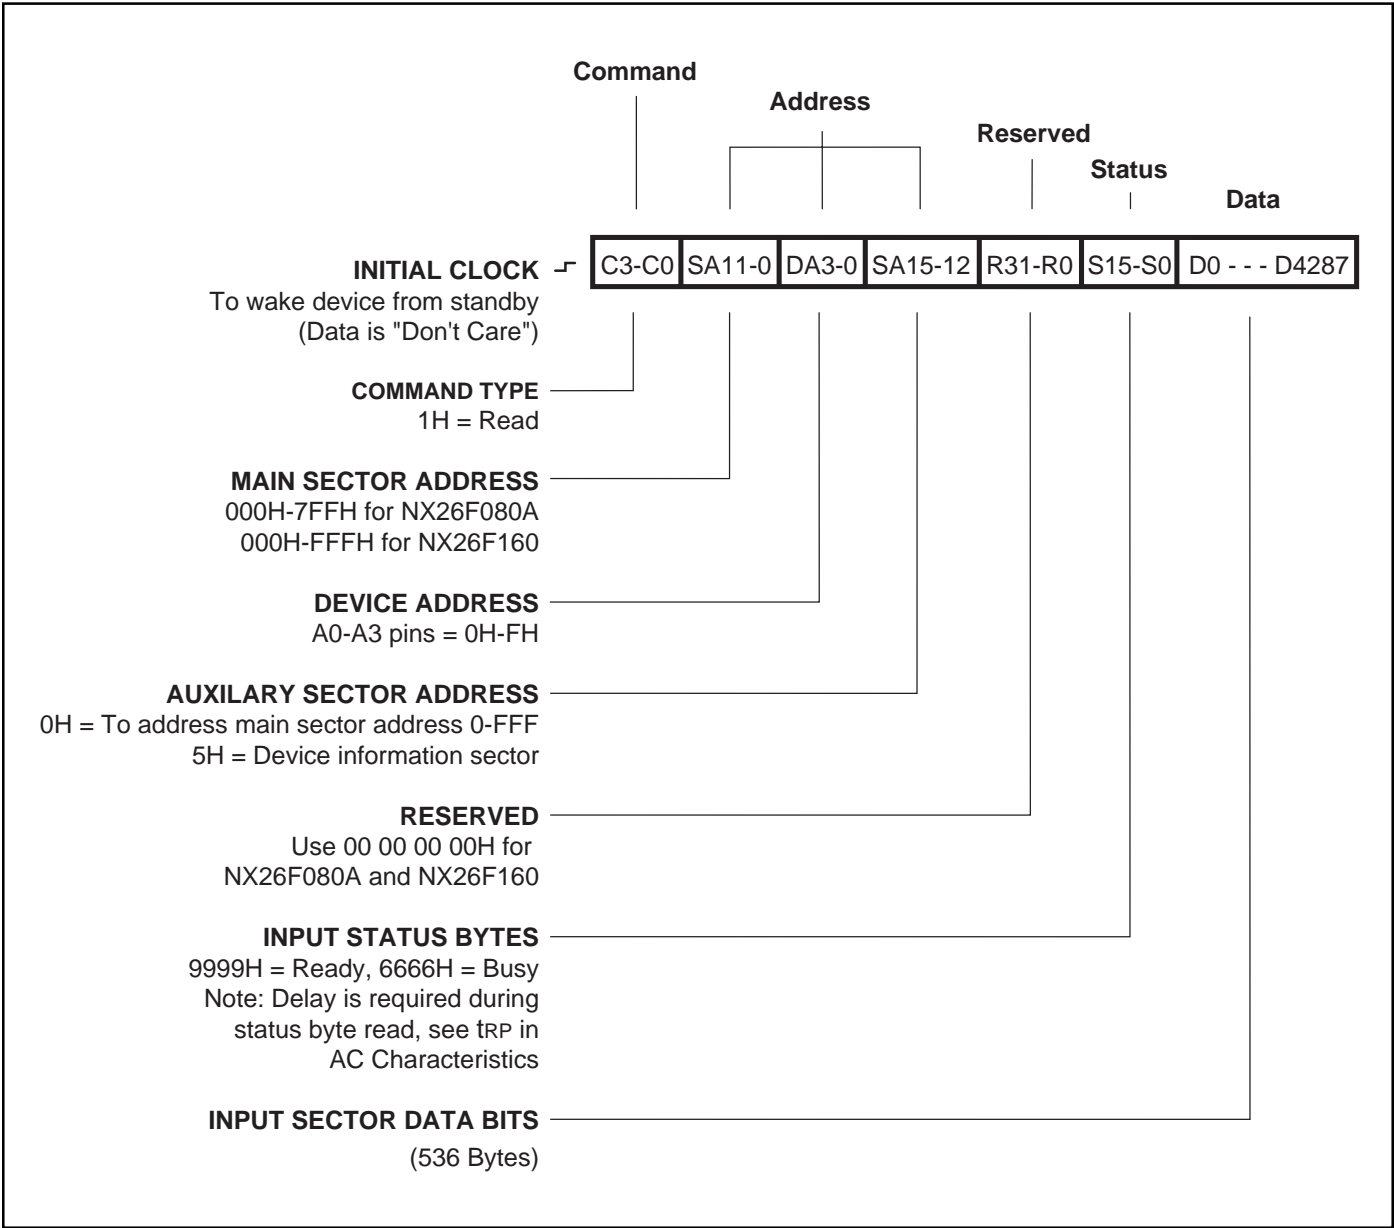 Command
Address
Reserved
Status
Data
C3-C0 SA11-0 DA3-0 SA15-12 R31-R0 S15-S0 D0 - - - D4287
INITIAL CLOCK
To wake device from standby
(Data is "Don't Care")
COMMAND TYPE
1H = Read
MAIN SECTOR ADDRESS
000H-7FFH for NX26F080A
000H-FFFH for NX26F160
DEVICE ADDRESS
A0-A3 pins = 0H-FH
AUXILARY SECTOR ADDRESS
0H = To address main sector address 0-FFF
5H = Device information sector
RESERVED
Use 00 00 00 00H for
NX26F080A and NX26F160
INPUT STATUS BYTES
9999H = Ready, 6666H = Busy
Note: Delay is required during
status byte read, see tRP in
AC Characteristics
INPUT SECTOR DATA BITS
(536 Bytes)